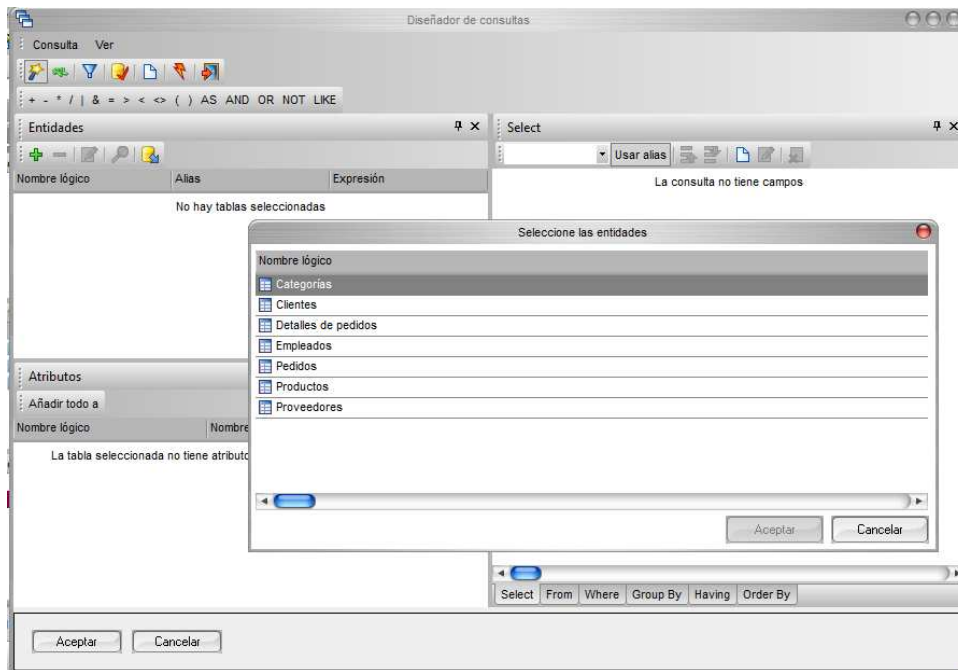 Diseñador de consultas
Consulta Ver
+ - * / | & = > < <> ( ) AS AND OR NOT LIKE
Entidades
Nombre lógico Alias Expresión
No hay tablas seleccionadas
Select
Usar alias
La consulta no tiene campos
Seleccione las entidades
Nombre lógico
Categorías
Clientes
Detalles de pedidos
Empleados
Pedidos
Productos
Proveedores
Aceptar Cancelar
Atributos
Añadir todo a
Nombre lógico Nombre
La tabla seleccionada no tiene atributo
Select From Where Group By Having Order By
Aceptar Cancelar